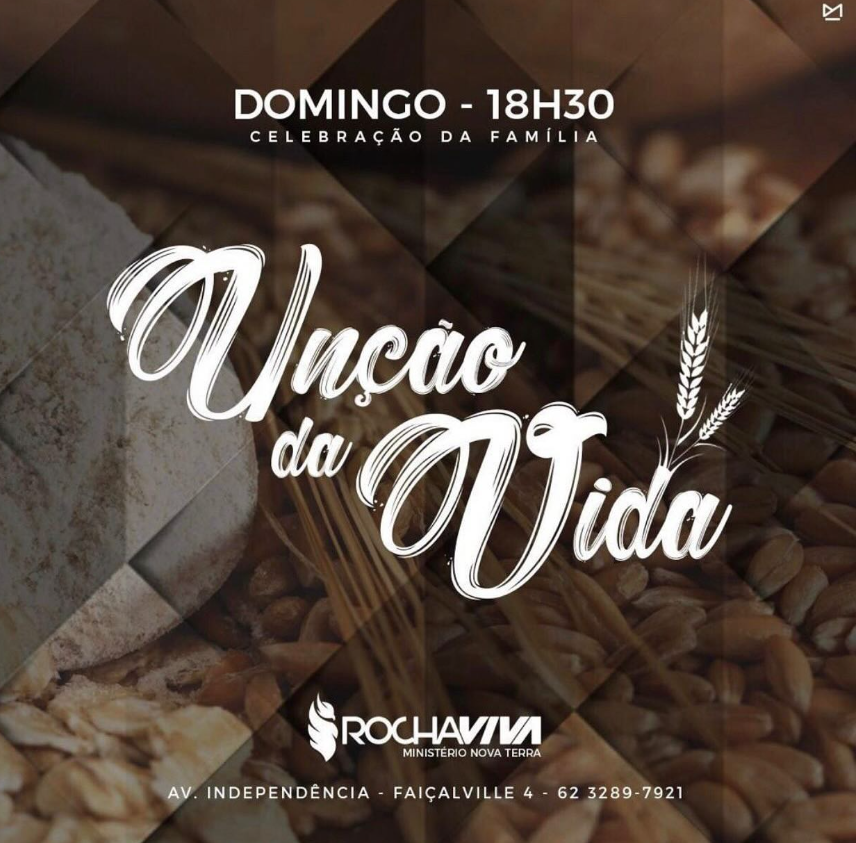 DOMINGO - 18H30
CELEBRAÇÃO DA FAMÍLIA
Unção
da Vida
ROCHAVIVA
MINISTÉRIO NOVA TERRA
AV. INDEPENDÊNCIA - FAIÇALVILLE 4 - 62 3289-7921